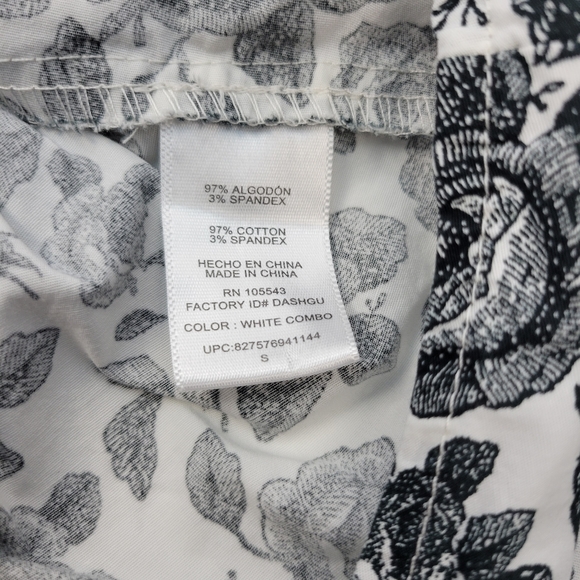 97% ALGODÓN
3% SPANDEX
97% COTTON
3% SPANDEX
HECHO EN CHINA
MADE IN CHINA
RN 105543
FACTORY ID# DASHGU
COLOR : WHITE COMBO
UPC:827576941144
S